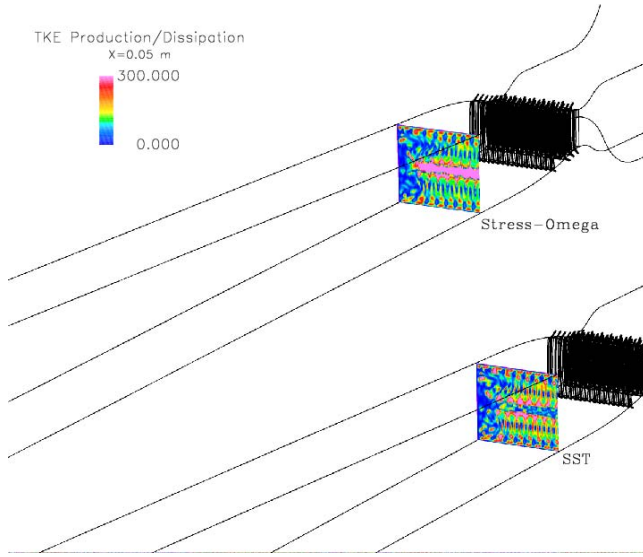 TKE Production/Dissipation
X=0.05 m
300.000
0.000
Stress-Omega
SST